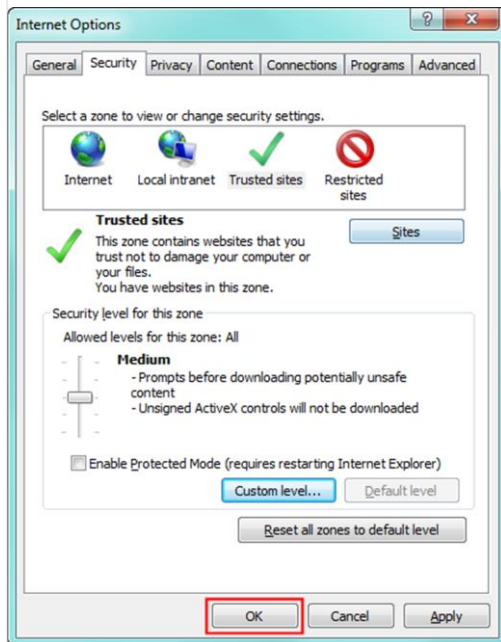 Internet Options
General Security Privacy Content Connections Programs Advanced
Select a zone to view or change security settings.
Internet Local intranet Trusted sites Restricted
sites
Trusted sites
Sites
This zone contains websites that you
trust not to damage your computer or
your files.
You have websites in this zone.
Security level for this zone
Allowed levels for this zone: All
Medium
- Prompts before downloading potentially unsafe
content
- Unsigned ActiveX controls will not be downloaded
Enable Protected Mode (requires restarting Internet Explorer)
Custom level... Default level
Reset all zones to default level
OK Cancel Apply